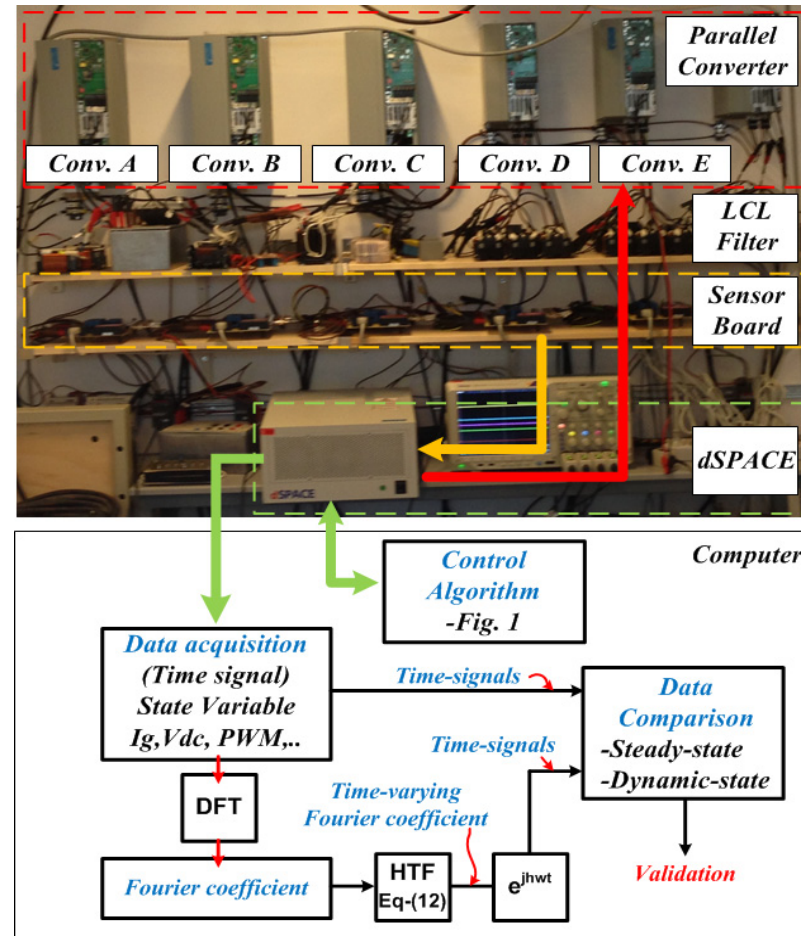 Parallel
Converter
Conv. A
Conv. B
Conv. C
Conv. D
Conv. E
LCL
Filter
Sensor
Board
dSPACE
dSPACE
Computer
Control
Algorithm
-Fig. 1
Data acquisition
(Time signal)
State Variable
Ig,Vdc, PWM,..
Time-signals
Data
Comparison
-Steady-state
-Dynamic-state
Time-signals
DFT
Time-varying
Fourier coefficient
Fourier coefficient
HTF
Eq-(12)
e^jhwt
Validation